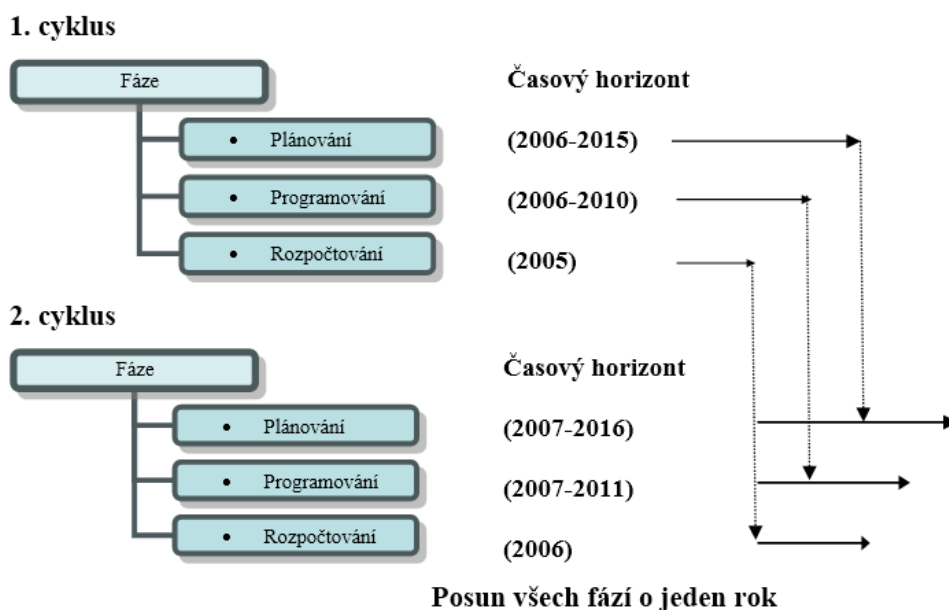 1. cyklus
Fáze
Časový horizont
• Plánování
(2006-2015)
• Programování
(2006-2010)
• Rozpočtování
(2005)
2. cyklus
Fáze
Časový horizont
• Plánování
(2007-2016)
• Programování
(2007-2011)
• Rozpočtování
(2006)
Posun všech fází o jeden rok